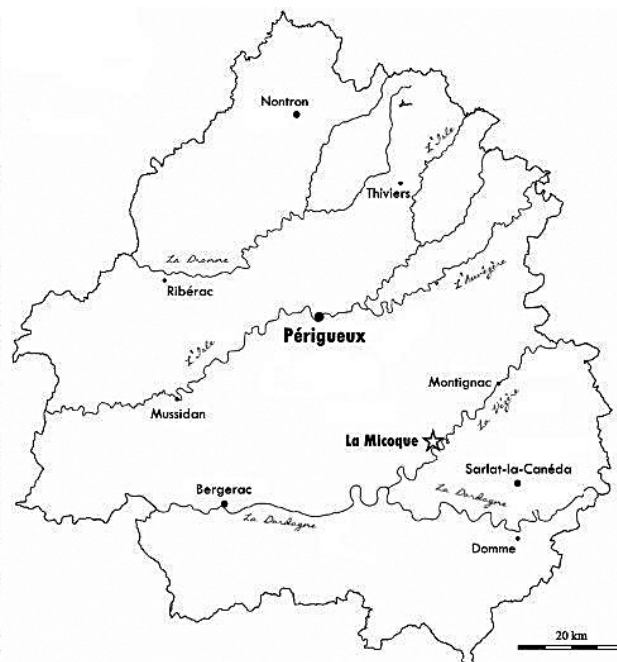 Nontron
L'Isle
Thiviers
La Dronne
Ribérac
L'Auvézère
Périgueux
L'Isle
Montignac
La Vézère
Mussidan
La Micoque
Sarlat-la-Canéda
Bergerac
La Dordogne
La Dordogne
Domme
20 km